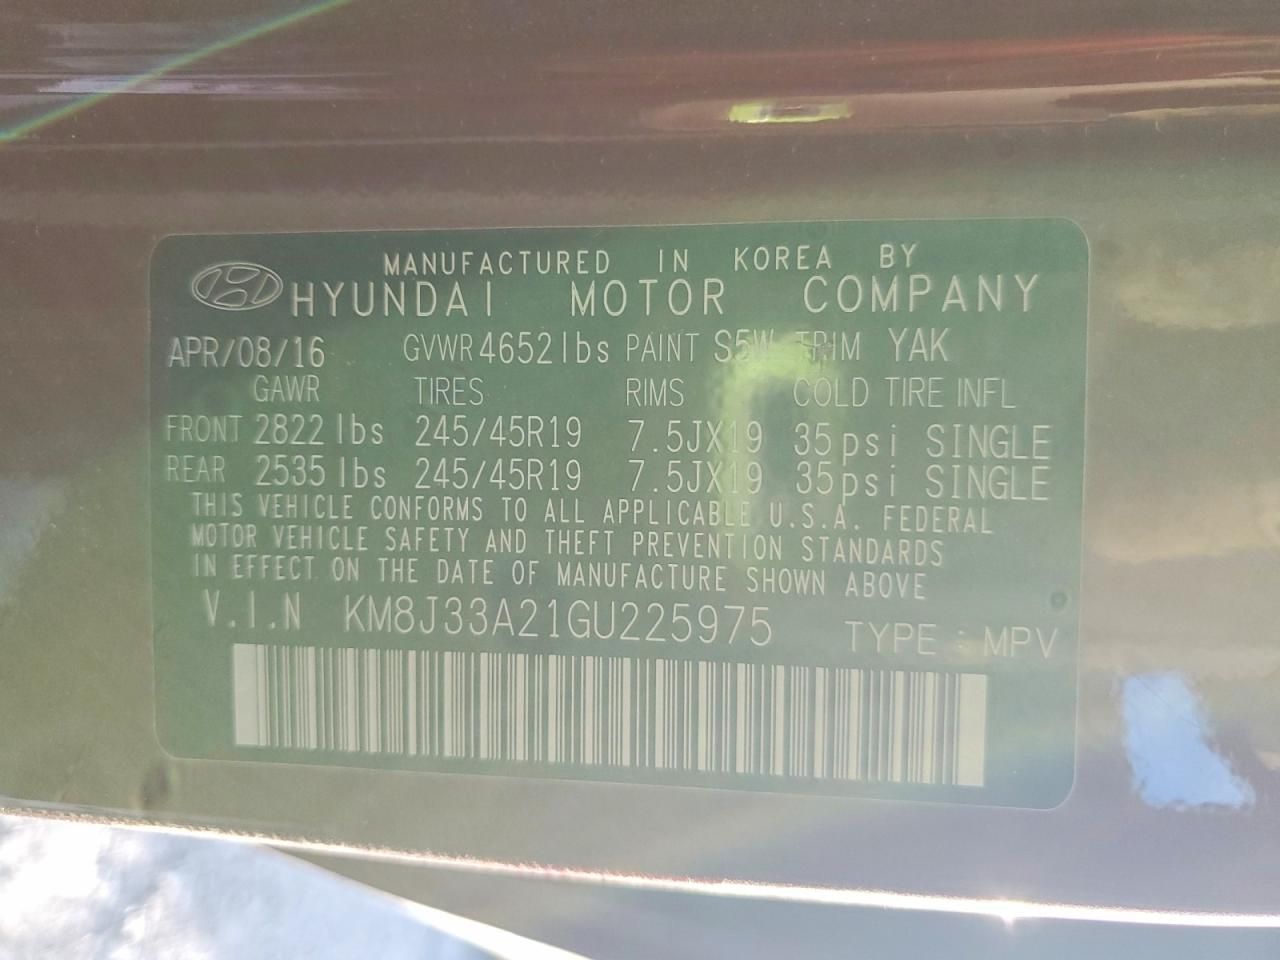 MANUFACTURED IN KOREA BY
HYUNDAI MOTOR COMPANY
APR/08/16 GVWR 4652lbs PAINT S5W TRIM YAK
GAWR TIRES RIMS COLD TIRE INFL
FRONT 2822 lbs 245/45R19 7.5JX19 35psi SINGLE
REAR 2535 lbs 245/45R19 7.5JX19 35psi SINGLE
THIS VEHICLE CONFORMS TO ALL APPLICABLE U.S.A. FEDERAL
MOTOR VEHICLE SAFETY AND THEFT PREVENTION STANDARDS
IN EFFECT ON THE DATE OF MANUFACTURE SHOWN ABOVE
V.I.N KM8J33A21GU225975 TYPE : MPV